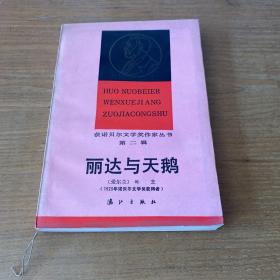 HUO NUOBEIER
WENXUEJIANG
ZUOJIACONGSHU
获诺贝尔文学奖作家丛书
第二辑
丽达与天鹅
（爱尔兰） 叶 芝
（1923年诺贝尔文学奖获得者）
漓江出版社